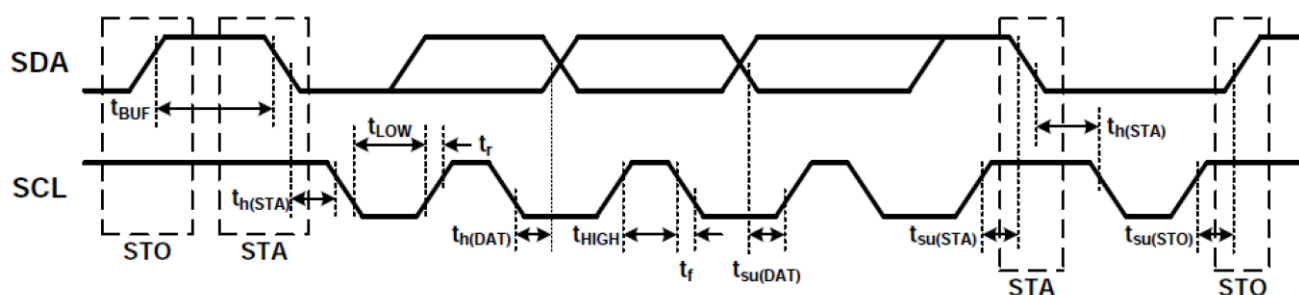 SDA
tBUF
tLOW
tr
th(STA)
SCL
th(STA)
th(DAT)
tHIGH
tf
tsu(DAT)
tsu(STA)
tsu(STO)
STO
STA
STA
STO